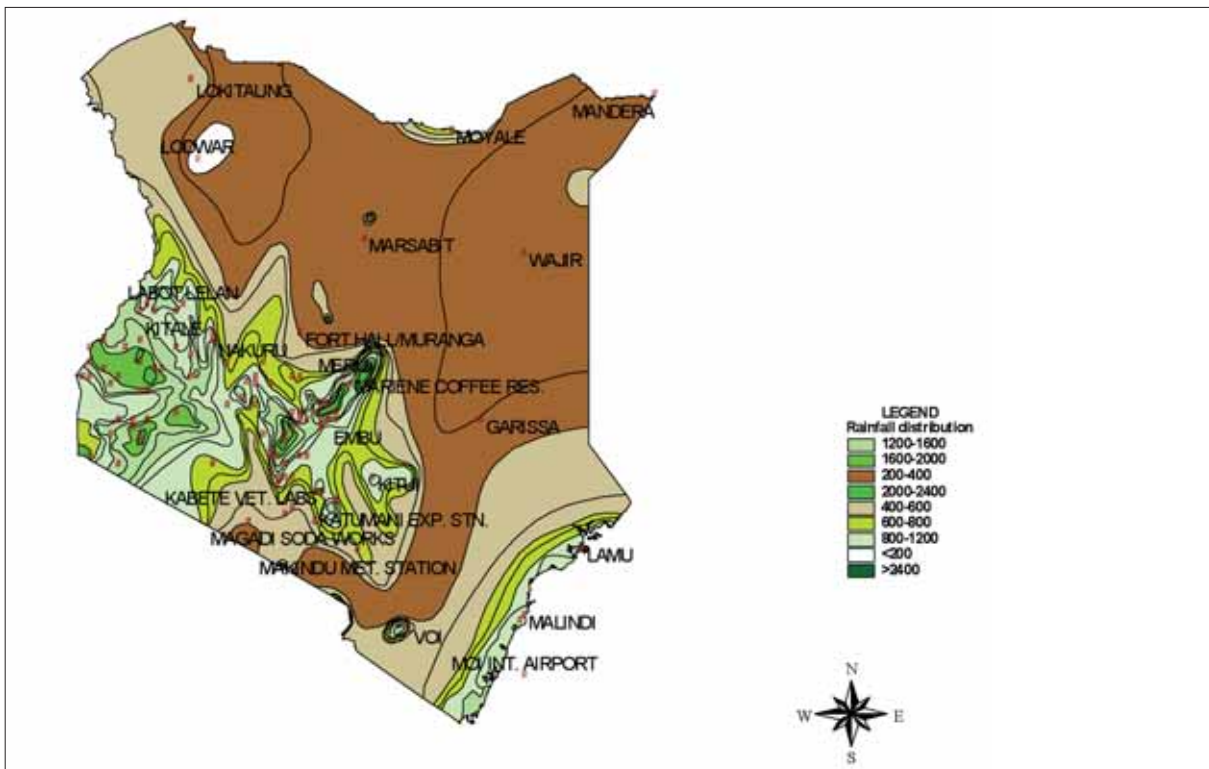 LOKITAUNG
MANDERA
MOYALE
LODWAR
MARSABIT
WAJIR
LABOT LELAN
KITALE
FORT HALL/MURANGA
NAKURU
MERU
MARIENE COFFEE RES.
GARISSA
EMBU
KITUI
KABETE VET. LABS
KATUMANI EXP. STN.
MAGADI SODA WORKS
MAKINDU MET. STATION
LAMU
MALINDI
VOI
MOI INT. AIRPORT
LEGEND
Rainfall distribution
1200-1600
1600-2000
200-400
2000-2400
400-600
600-800
800-1200
<200
>2400
N
W E
S